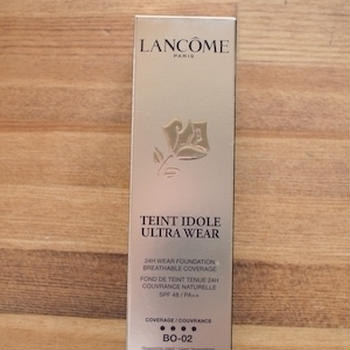 LANCÔME
PARIS
TEINT IDOLE
ULTRA WEAR
24H WEAR FOUNDATION
BREATHABLE COVERAGE
FOND DE TEINT TENUE 24H
COUVRANCE NATURELLE
SPF 48 / PA++
COVERAGE / COUVRANCE
BO-02